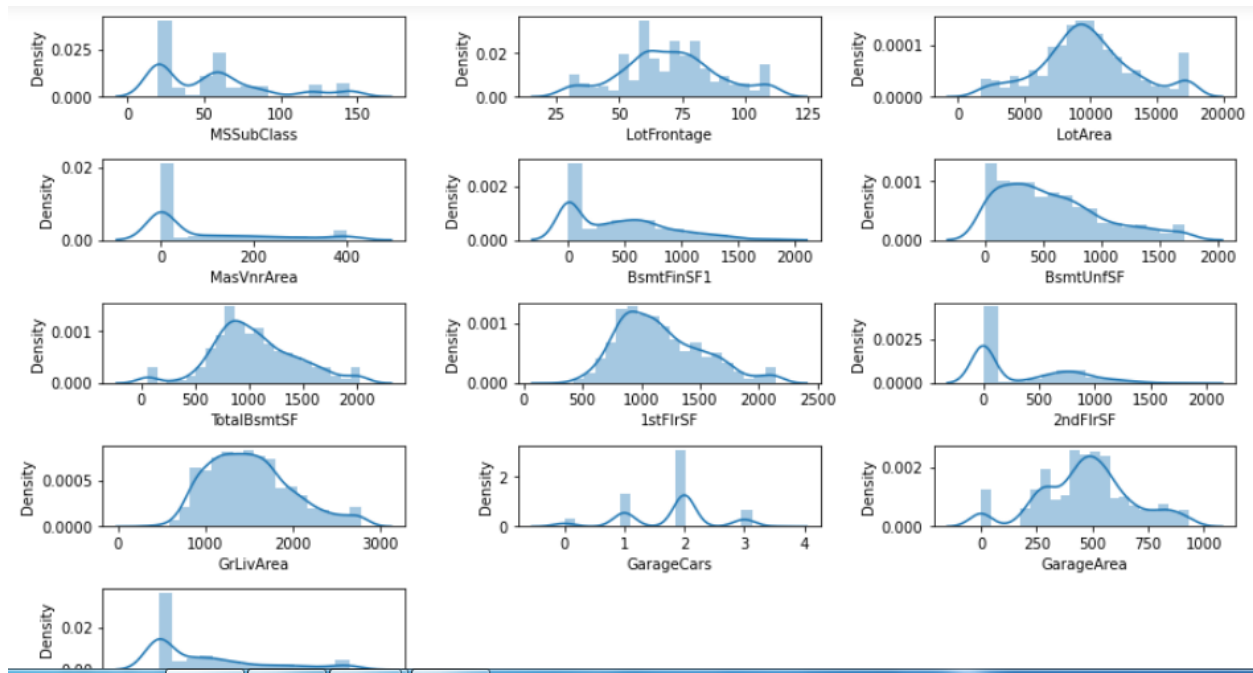 Density
0.025
0.000
0 50 100 150
MSSubClass
Density
0.02
0.00
25 50 75 100 125
LotFrontage
Density
0.0001
0.0000
0 5000 10000 15000 20000
LotArea
Density
0.02
0.00
0 200 400
MasVnrArea
Density
0.002
0.000
0 500 1000 1500 2000
BsmtFinSF1
Density
0.001
0.000
0 500 1000 1500 2000
BsmtUnfSF
Density
0.001
0.000
0 500 1000 1500 2000
TotalBsmtSF
Density
0.001
0.000
0 500 1000 1500 2000 2500
1stFlrSF
Density
0.0025
0.0000
0 500 1000 1500 2000
2ndFlrSF
Density
0.0005
0.0000
0 1000 2000 3000
GrLivArea
Density
2
0
0 1 2 3 4
GarageCars
Density
0.002
0.000
0 250 500 750 1000
GarageArea
Density
0.02
0.00